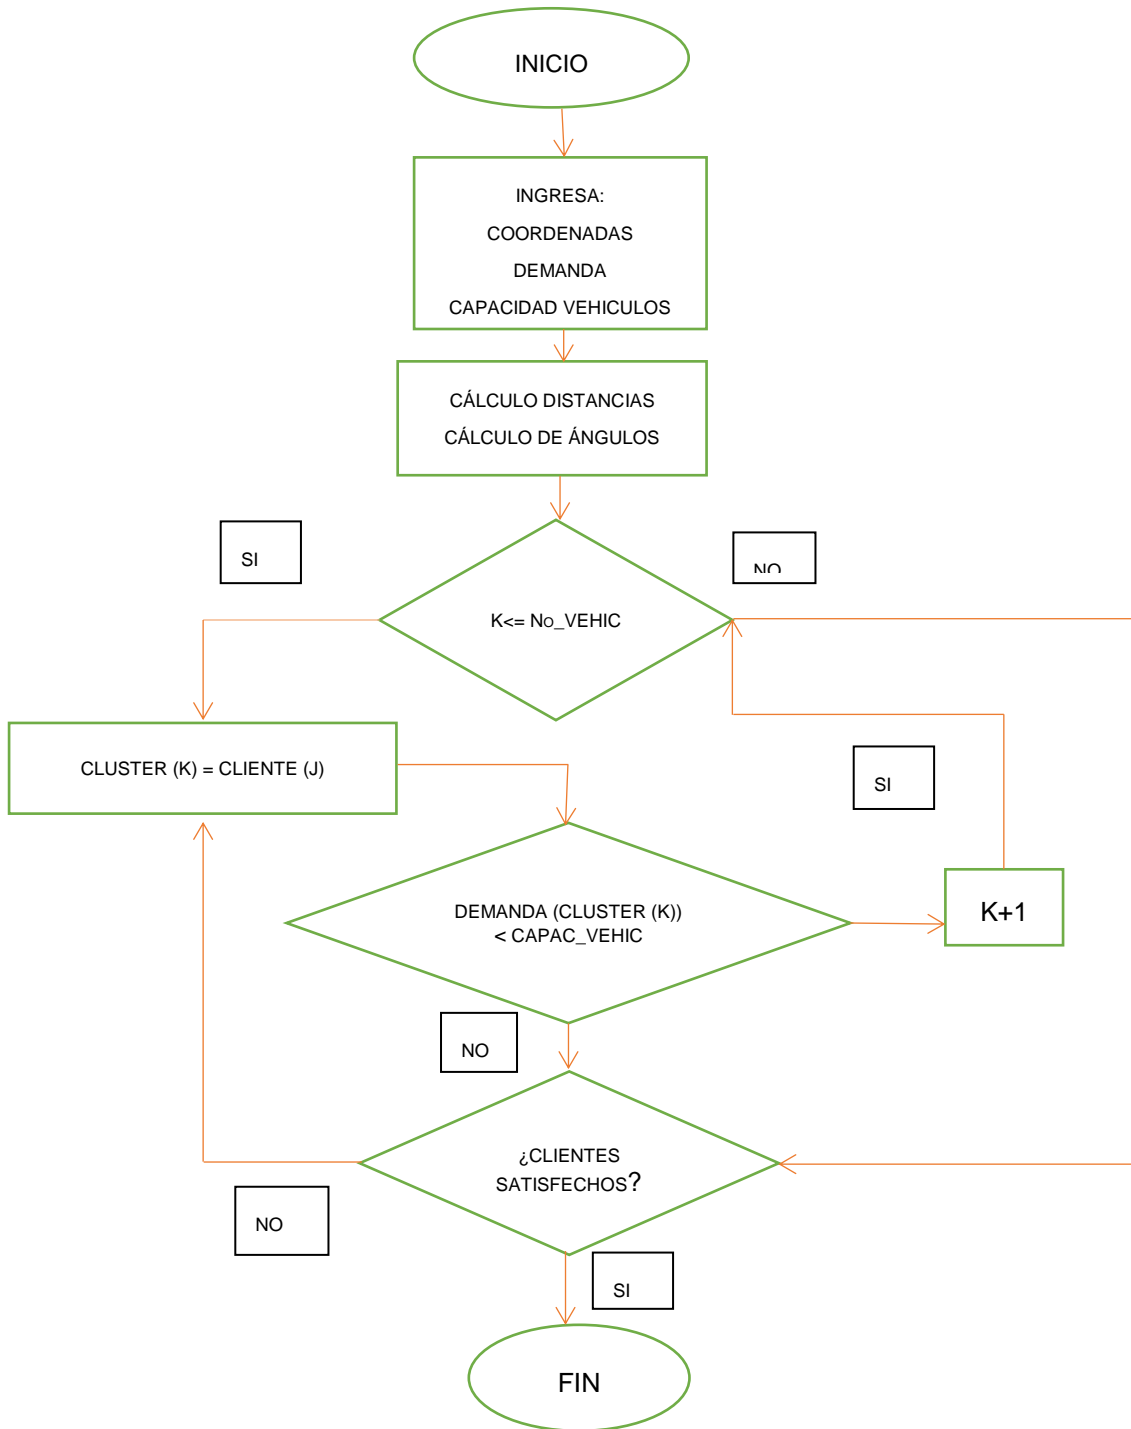 INICIO
INGRESA:
COORDENADAS
DEMANDA
CAPACIDAD VEHICULOS
CÁLCULO DISTANCIAS
CÁLCULO DE ÁNGULOS
SI
NO
K<= No_VEHIC
CLUSTER (K) = CLIENTE (J)
SI
DEMANDA (CLUSTER (K))
< CAPAC_VEHIC
K+1
NO
¿CLIENTES
SATISFECHOS?
NO
SI
FIN